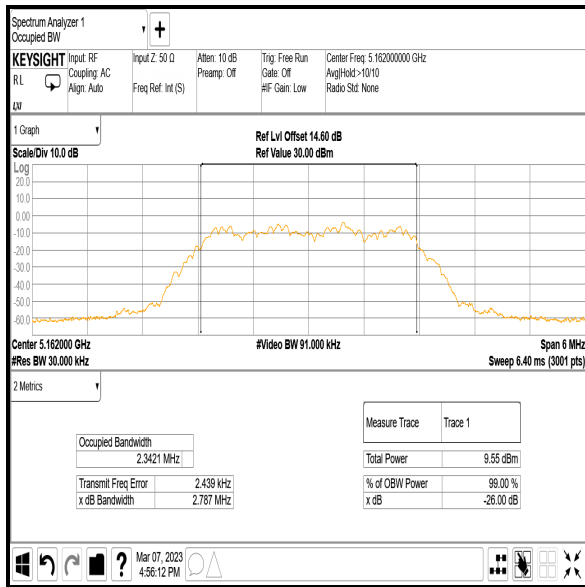 Spectrum Analyzer 1
Occupied BW
+
KEYSIGHT Input: RF Input Z: 50 Ω Atten: 10 dB Trig: Free Run Center Freq: 5.162000000 GHz
RL Coupling: AC Preamp: Off Gate: Off Avg|Hold:>10/10
Align: Auto Freq Ref: Int (S) #IF Gain: Low Radio Std: None
LXI
1 Graph
Ref Lvl Offset 14.60 dB
Scale/Div 10.0 dB Ref Value 30.00 dBm
Log
20.0
10.0
0.00
-10.0
-20.0
-30.0
-40.0
-50.0
-60.0
Center 5.162000 GHz #Video BW 91.000 kHz Span 6 MHz
#Res BW 30.000 kHz Sweep 6.40 ms (3001 pts)
2 Metrics
Measure Trace Trace 1
Occupied Bandwidth
2.3421 MHz
Total Power 9.55 dBm
Transmit Freq Error 2.439 kHz % of OBW Power 99.00 %
x dB Bandwidth 2.787 MHz x dB -26.00 dB
? Mar 07, 2023
4:56:12 PM